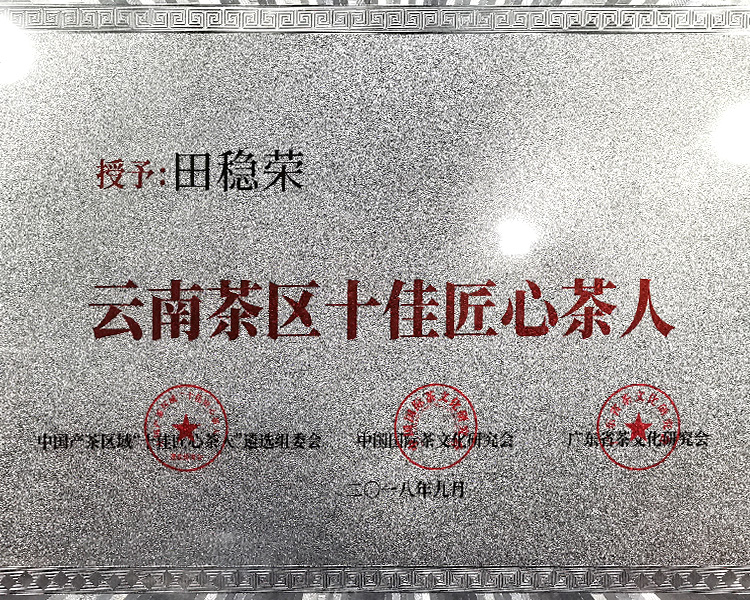 授予:田稳荣
云南茶区十佳匠心茶人
中国产茶区域“十佳匠心茶人”遴选组委会 中国国际茶文化研究会 广东省茶文化研究会
二〇一八年九月